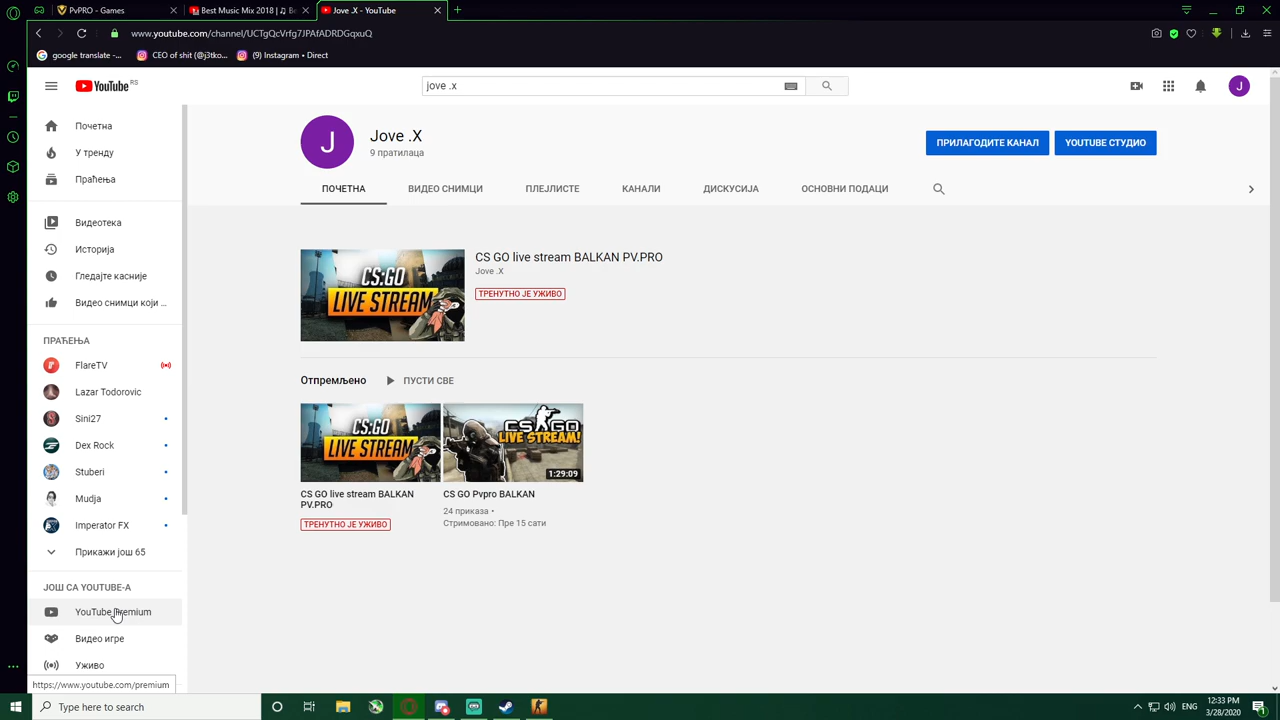 PvPRO - Games
Best Music Mix 2018 | ♫ Be
Jove .X - YouTube
www.youtube.com/channel/UCTgQcVrfg7JPAfADRDGqxuQ
google translate -...
CEO of shit (@j3tko...
(9) Instagram • Direct
YouTube RS
jove .x
J
Почетна
У тренду
Праћења
Видеотека
Историја
Гледајте касније
Видео снимци који ...
ПРАЋЕЊА
FlareTV
Lazar Todorovic
Sini27
Dex Rock
Stuberi
Mudja
Imperator FX
Прикажи још 65
ЈОШ СА YOUTUBE-А
YouTube Premium
Видео игре
Уживо
https://www.youtube.com/premium
J
Jove .X
9 пратилаца
ПРИЛАГОДИТЕ КАНАЛ
YOUTUBE СТУДИО
ПОЧЕТНА
ВИДЕО СНИМЦИ
ПЛЕЈЛИСТЕ
КАНАЛИ
ДИСКУСИЈА
ОСНОВНИ ПОДАЦИ
CS:GO
LIVE STREAM
CS GO live stream BALKAN PV.PRO
Jove .X
ТРЕНУТНО ЈЕ УЖИВО
Отпремљено
ПУСТИ СВЕ
CS:GO
LIVE STREAM
CS GO live stream BALKAN
PV.PRO
ТРЕНУТНО ЈЕ УЖИВО
CS GO
LIVE STREAM!
1:29:09
CS GO Pvpro BALKAN
24 приказа •
Стримовано: Пре 15 сати
Type here to search
ENG
12:33 PM
3/28/2020